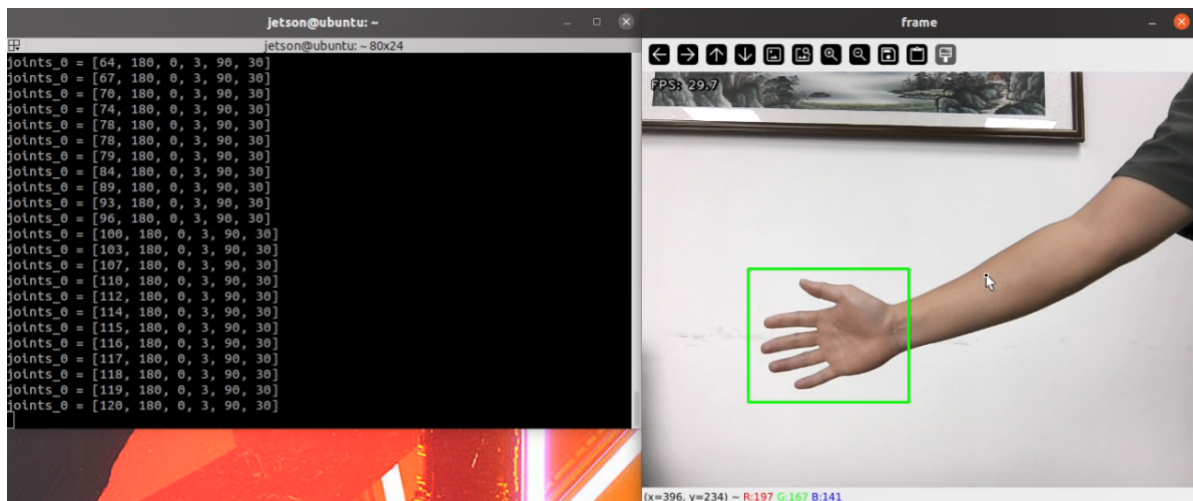 jetson@ubuntu: ~
jetson@ubuntu: ~ 80x24
joints_0 = [64, 180, 0, 3, 90, 30]
joints_0 = [67, 180, 0, 3, 90, 30]
joints_0 = [70, 180, 0, 3, 90, 30]
joints_0 = [74, 180, 0, 3, 90, 30]
joints_0 = [78, 180, 0, 3, 90, 30]
joints_0 = [78, 180, 0, 3, 90, 30]
joints_0 = [79, 180, 0, 3, 90, 30]
joints_0 = [84, 180, 0, 3, 90, 30]
joints_0 = [89, 180, 0, 3, 90, 30]
joints_0 = [93, 180, 0, 3, 90, 30]
joints_0 = [96, 180, 0, 3, 90, 30]
joints_0 = [100, 180, 0, 3, 90, 30]
joints_0 = [103, 180, 0, 3, 90, 30]
joints_0 = [107, 180, 0, 3, 90, 30]
joints_0 = [110, 180, 0, 3, 90, 30]
joints_0 = [112, 180, 0, 3, 90, 30]
joints_0 = [114, 180, 0, 3, 90, 30]
joints_0 = [115, 180, 0, 3, 90, 30]
joints_0 = [116, 180, 0, 3, 90, 30]
joints_0 = [117, 180, 0, 3, 90, 30]
joints_0 = [118, 180, 0, 3, 90, 30]
joints_0 = [119, 180, 0, 3, 90, 30]
joints_0 = [120, 180, 0, 3, 90, 30]
frame
FPS: 29.7
(x=396, y=234) ~ R:197 G:167 B:141